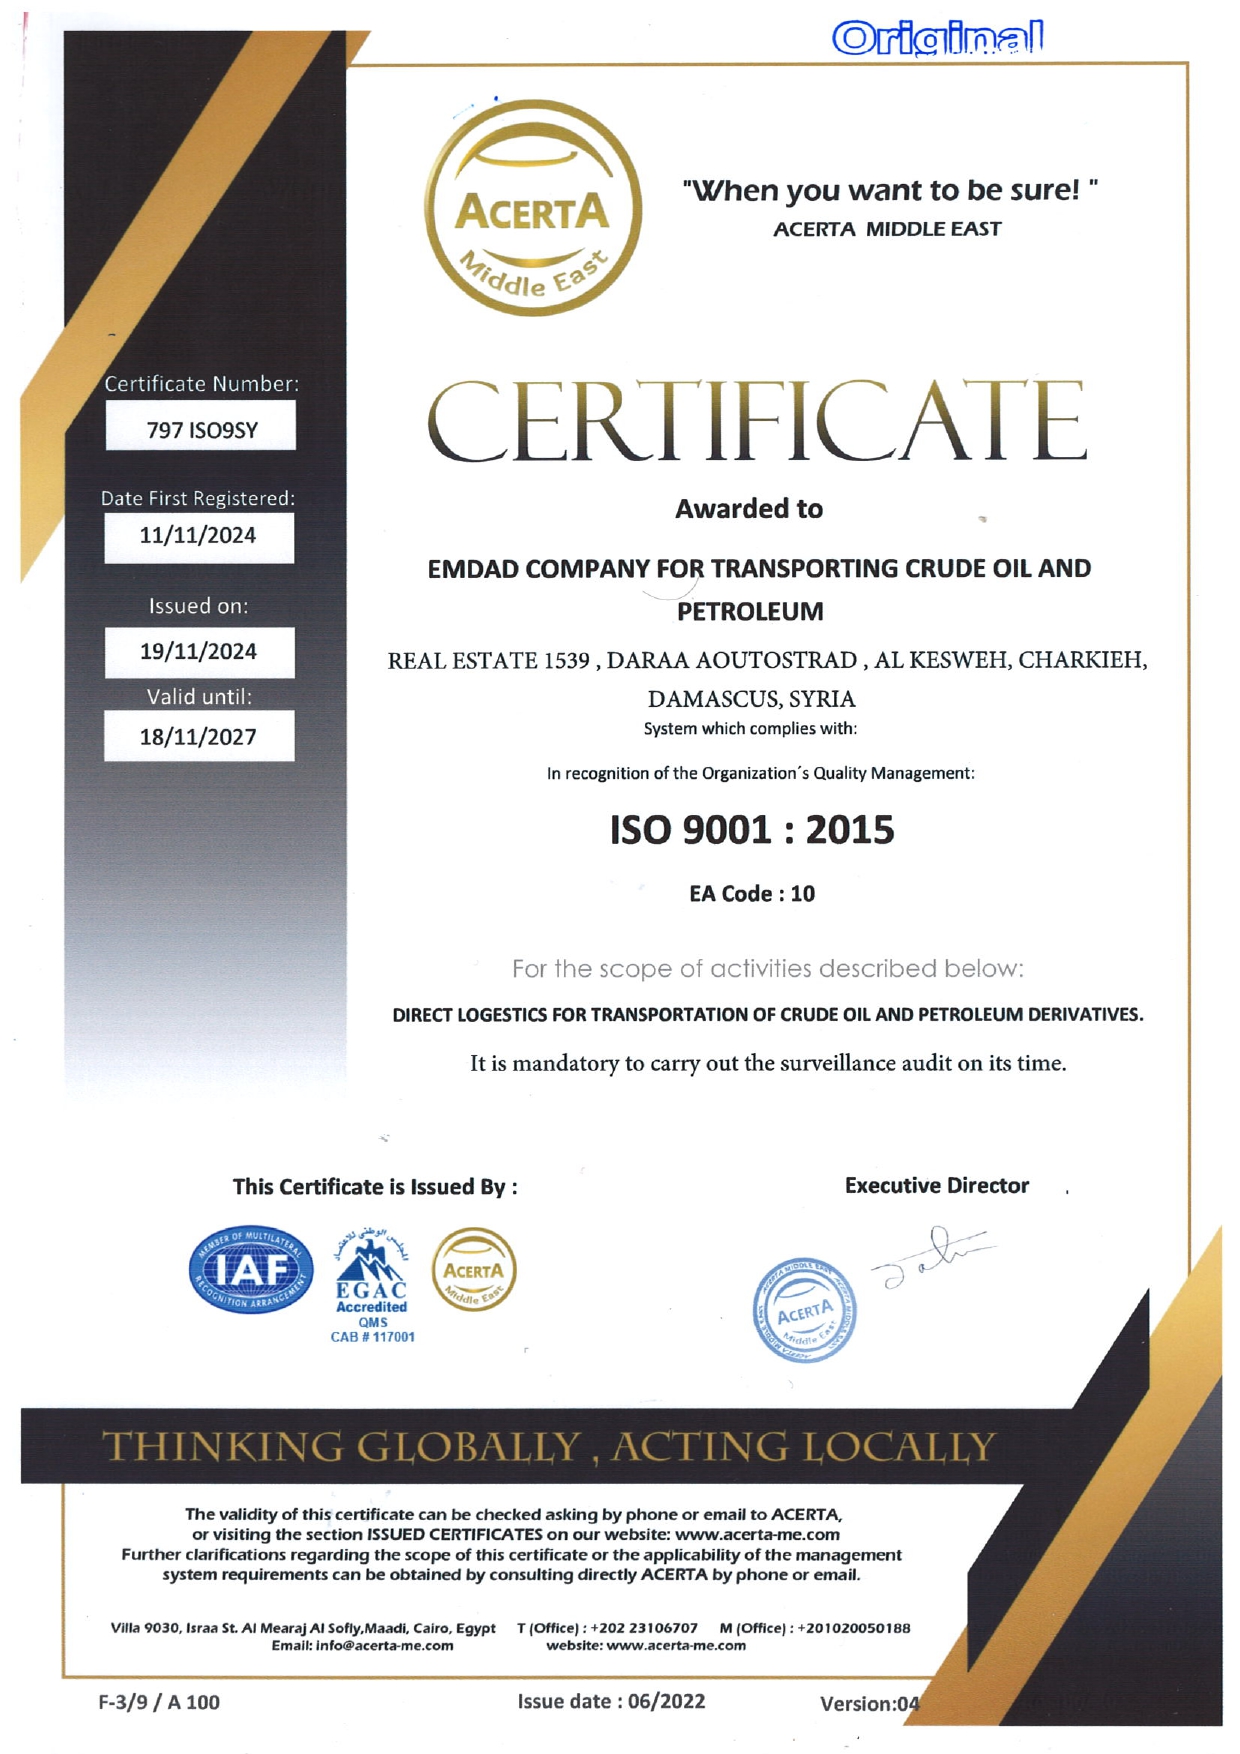 Original
ACERTA
Middle East
"When you want to be sure! "
ACERTA MIDDLE EAST
Certificate Number:
797 ISO9SY
Date First Registered:
11/11/2024
Issued on:
19/11/2024
Valid until:
18/11/2027
CERTIFICATE
Awarded to
EMDAD COMPANY FOR TRANSPORTING CRUDE OIL AND
PETROLEUM
REAL ESTATE 1539 , DARAA AOUTOSTRAD , AL KESWEH, CHARKIEH,
DAMASCUS, SYRIA
System which complies with:
In recognition of the Organization´s Quality Management:
ISO 9001 : 2015
EA Code : 10
For the scope of activities described below:
DIRECT LOGESTICS FOR TRANSPORTATION OF CRUDE OIL AND PETROLEUM DERIVATIVES.
It is mandatory to carry out the surveillance audit on its time.
This Certificate is Issued By :
Executive Director
MEMBER OF MULTILATERAL
IAF
RECOGNITION ARRANGEMENT
المجلس الوطني للاعتماد
EGAC
Accredited
QMS
CAB # 117001
ACERTA
Middle East
ACERTA MIDDLE EAST
ACERTA
Middle East
THINKING GLOBALLY , ACTING LOCALLY
The validity of this certificate can be checked asking by phone or email to ACERTA,
or visiting the section ISSUED CERTIFICATES on our website: www.acerta-me.com
Further clarifications regarding the scope of this certificate or the applicability of the management
system requirements can be obtained by consulting directly ACERTA by phone or email.
Villa 9030, Israa St. Al Mearaj Al Sofly,Maadi, Cairo, Egypt T (Office) : +202 23106707 M (Office) : +201020050188
Email: info@acerta-me.com website: www.acerta-me.com
F-3/9 / A 100 Issue date : 06/2022 Version:04